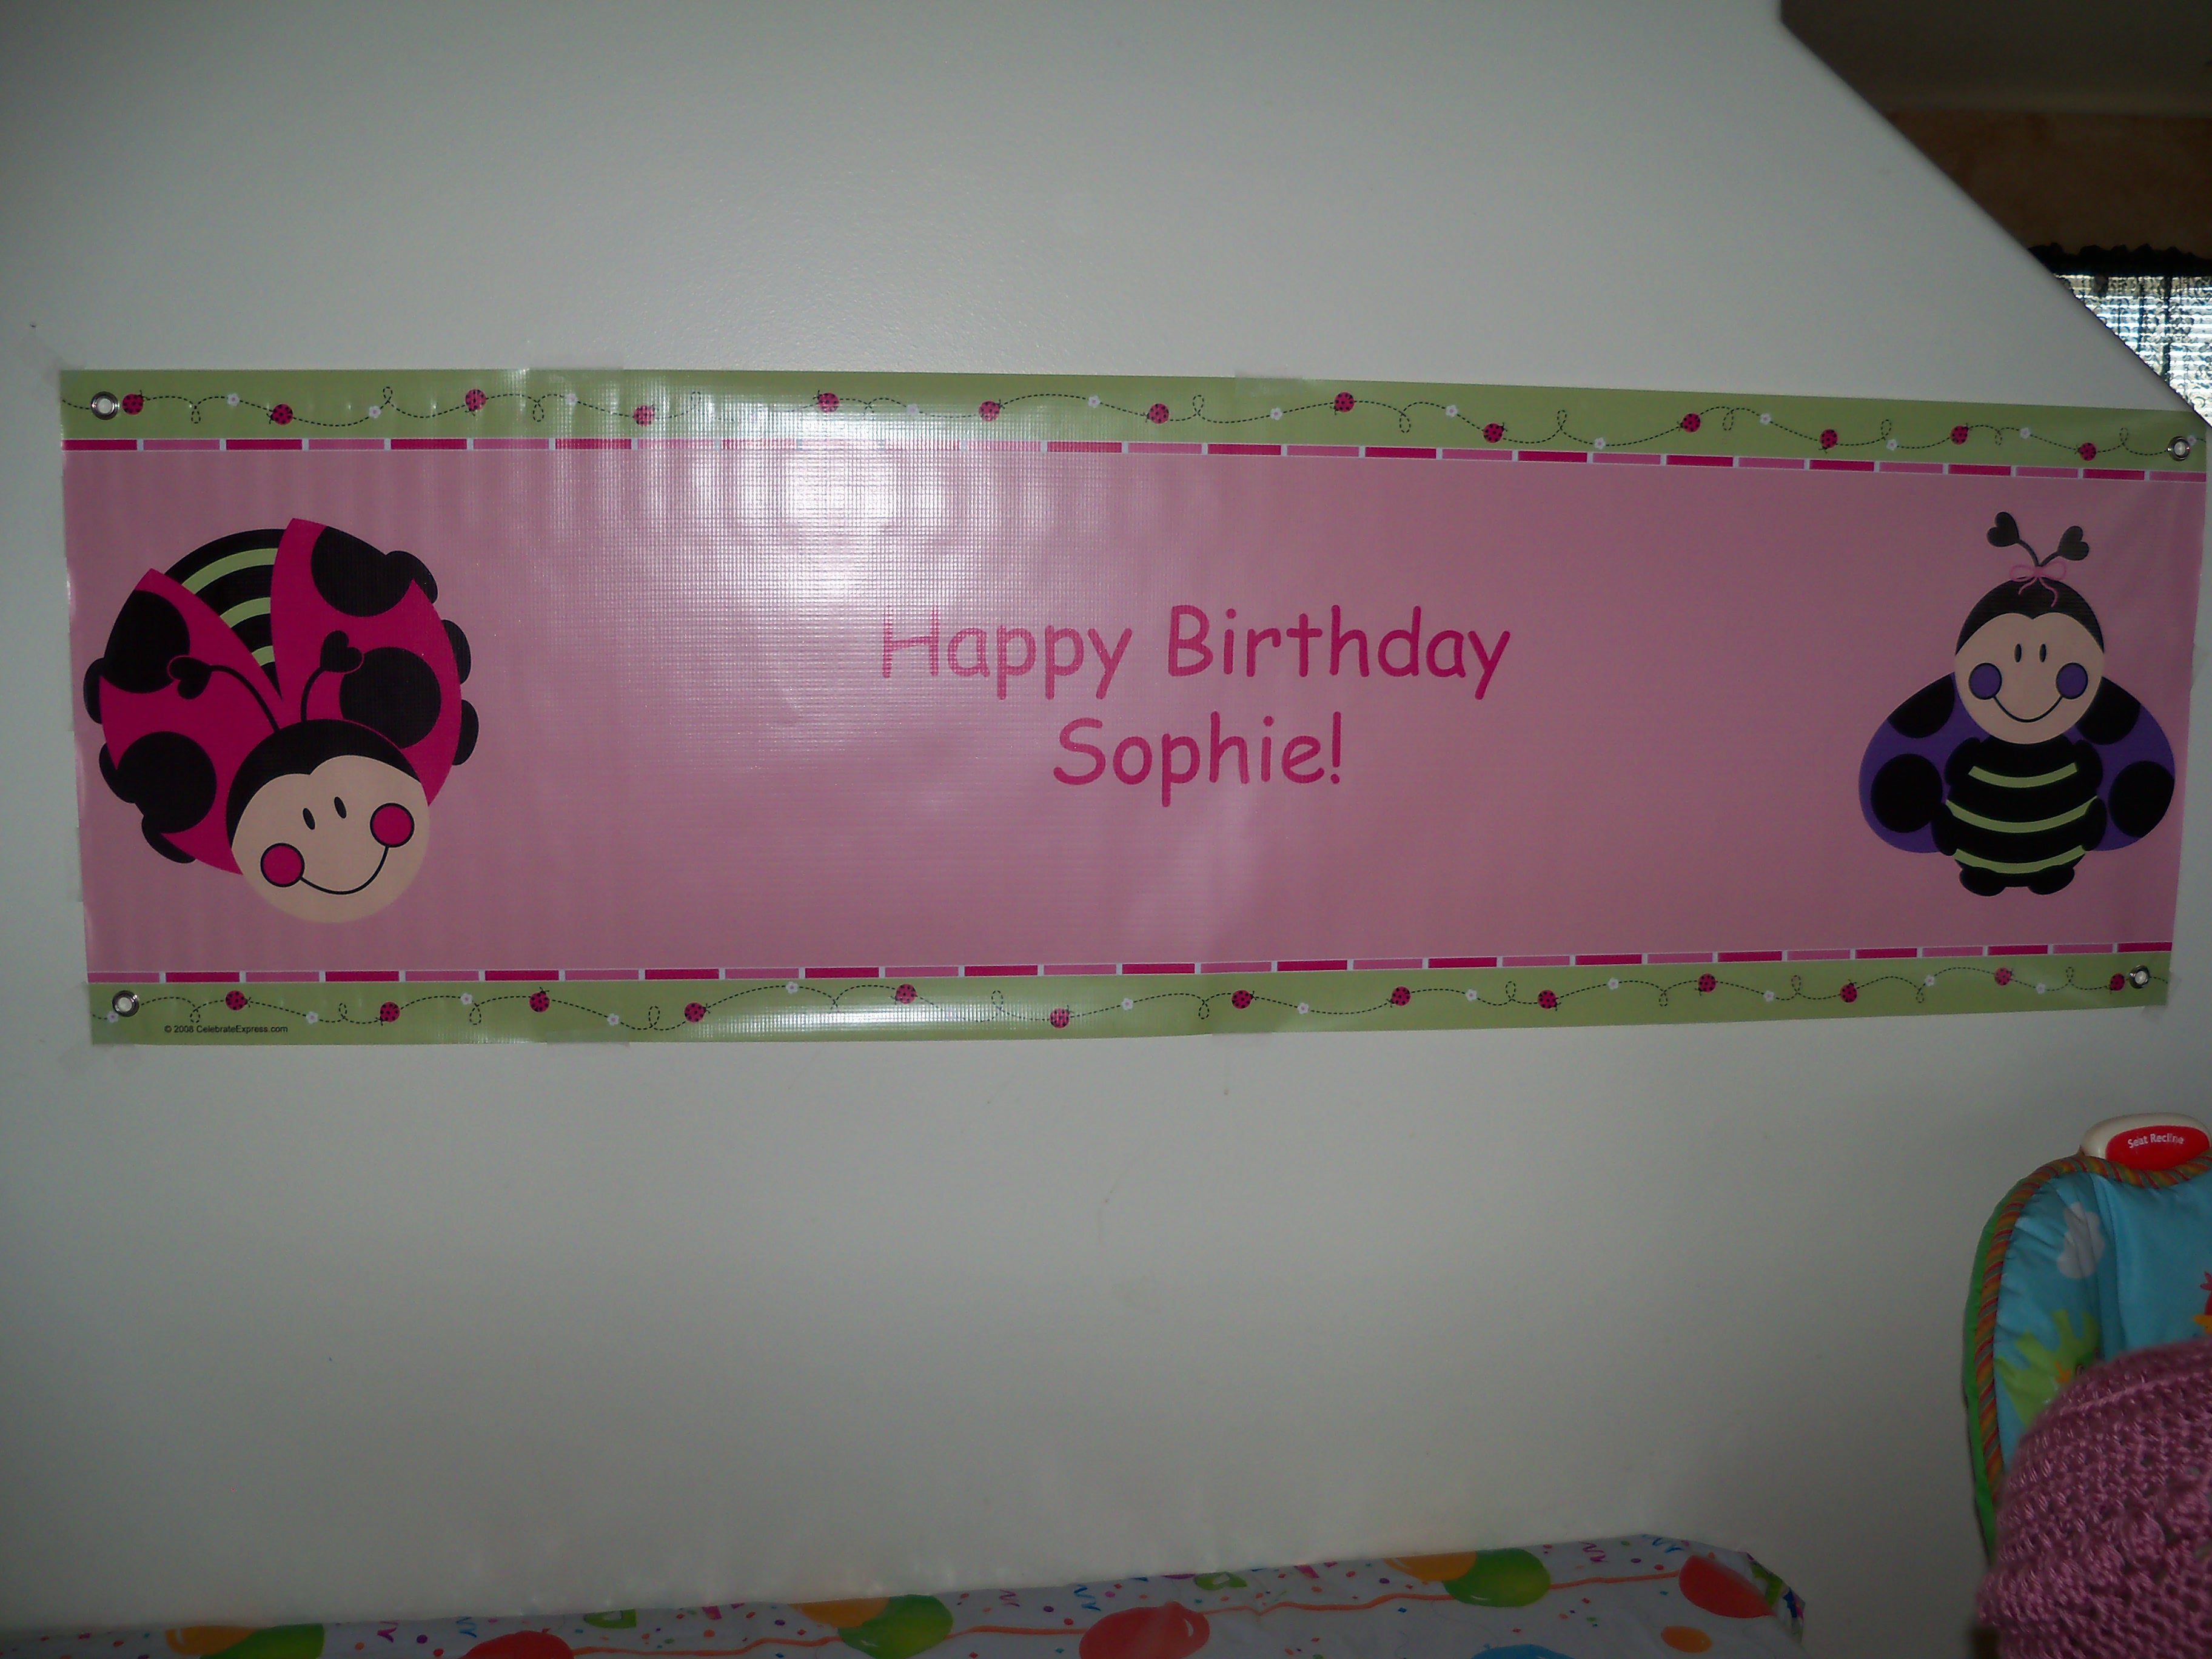 Happy Birthday
Sophie!
© 2008 CelebrateExpress.com
Seat Recline